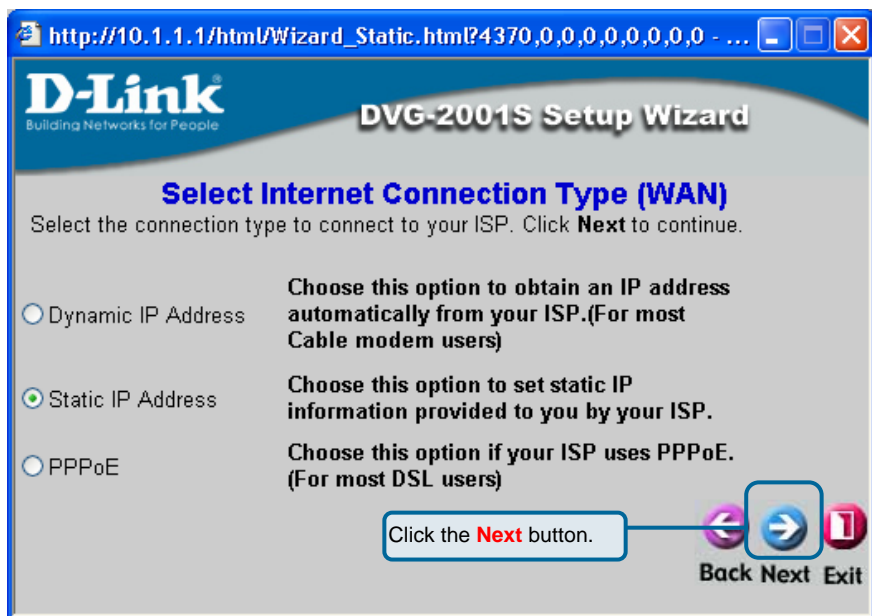 http://10.1.1.1/html/Wizard_Static.html?4370,0,0,0,0,0,0,0,0 - ...
D-Link
Building Networks for People
DVG-2001S Setup Wizard
Select Internet Connection Type (WAN)
Select the connection type to connect to your ISP. Click Next to continue.
Dynamic IP Address
Choose this option to obtain an IP address
automatically from your ISP.(For most
Cable modem users)
Static IP Address
Choose this option to set static IP
information provided to you by your ISP.
PPPoE
Choose this option if your ISP uses PPPoE.
(For most DSL users)
Click the Next button.
Back Next Exit